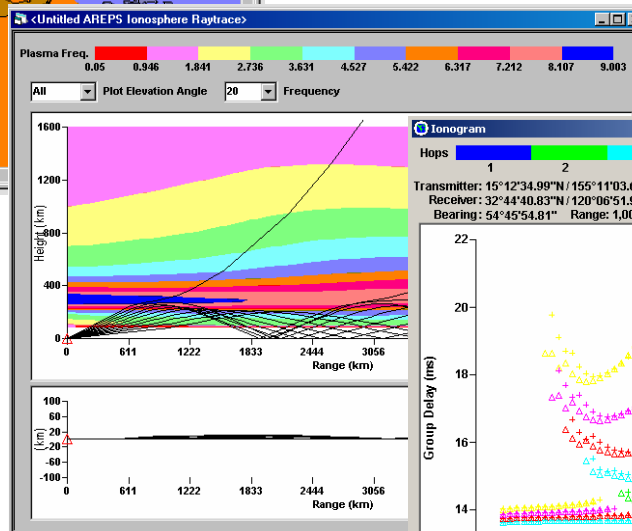 <Untitled AREPS Ionosphere Raytrace>
Plasma Freq.
0.05 0.946 1.841 2.736 3.631 4.527 5.422 6.317 7.212 8.107 9.003
All Plot Elevation Angle 20 Frequency
1600
1200
800
400
0
Height (km)
0 611 1222 1833 2444 3056
Range (km)
100
60
20
-20
-60
-100
(km)
0 611 1222 1833 2444 3056
Range (km)
Ionogram
Hops
1 2
Transmitter: 15°12'34.99"N / 155°11'03.
Receiver: 32°44'40.83"N / 120°06'51.9
Bearing: 54°45'54.81" Range: 1,00
22
20
18
16
14
Group Delay (ms)